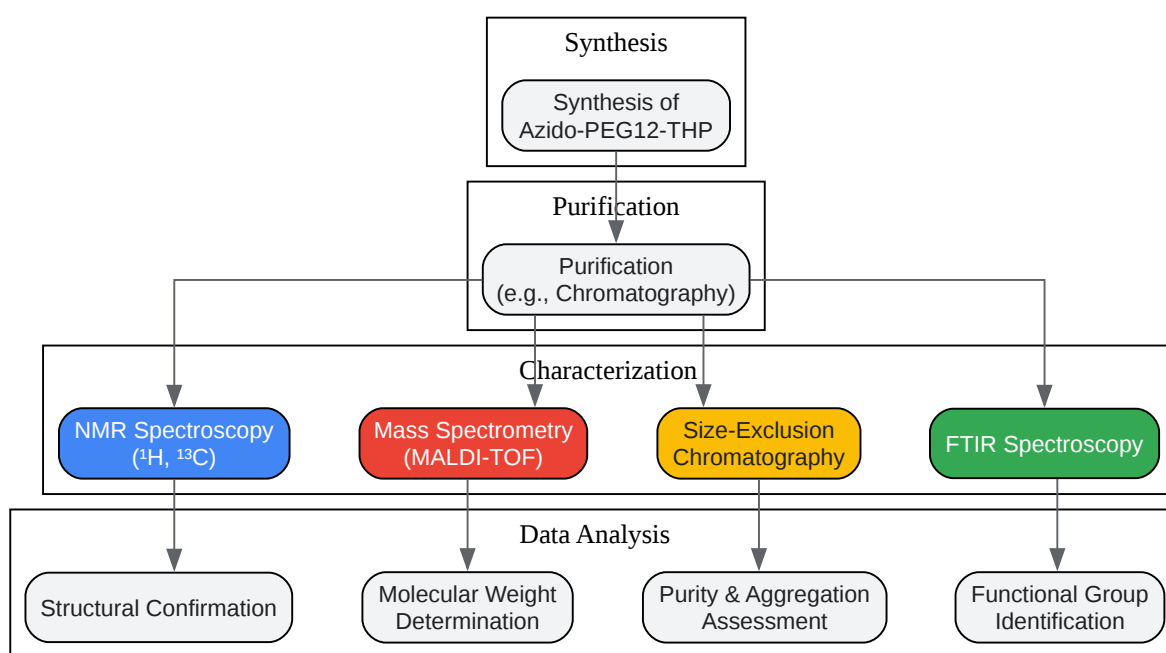 Synthesis
Synthesis of
Azido-PEG12-THP
Purification
Purification
(e.g., Chromatography)
Characterization
NMR Spectroscopy
(¹H, ¹³C)
Mass Spectrometry
(MALDI-TOF)
Size-Exclusion
Chromatography
FTIR Spectroscopy
Data Analysis
Structural Confirmation
Molecular Weight
Determination
Purity & Aggregation
Assessment
Functional Group
Identification